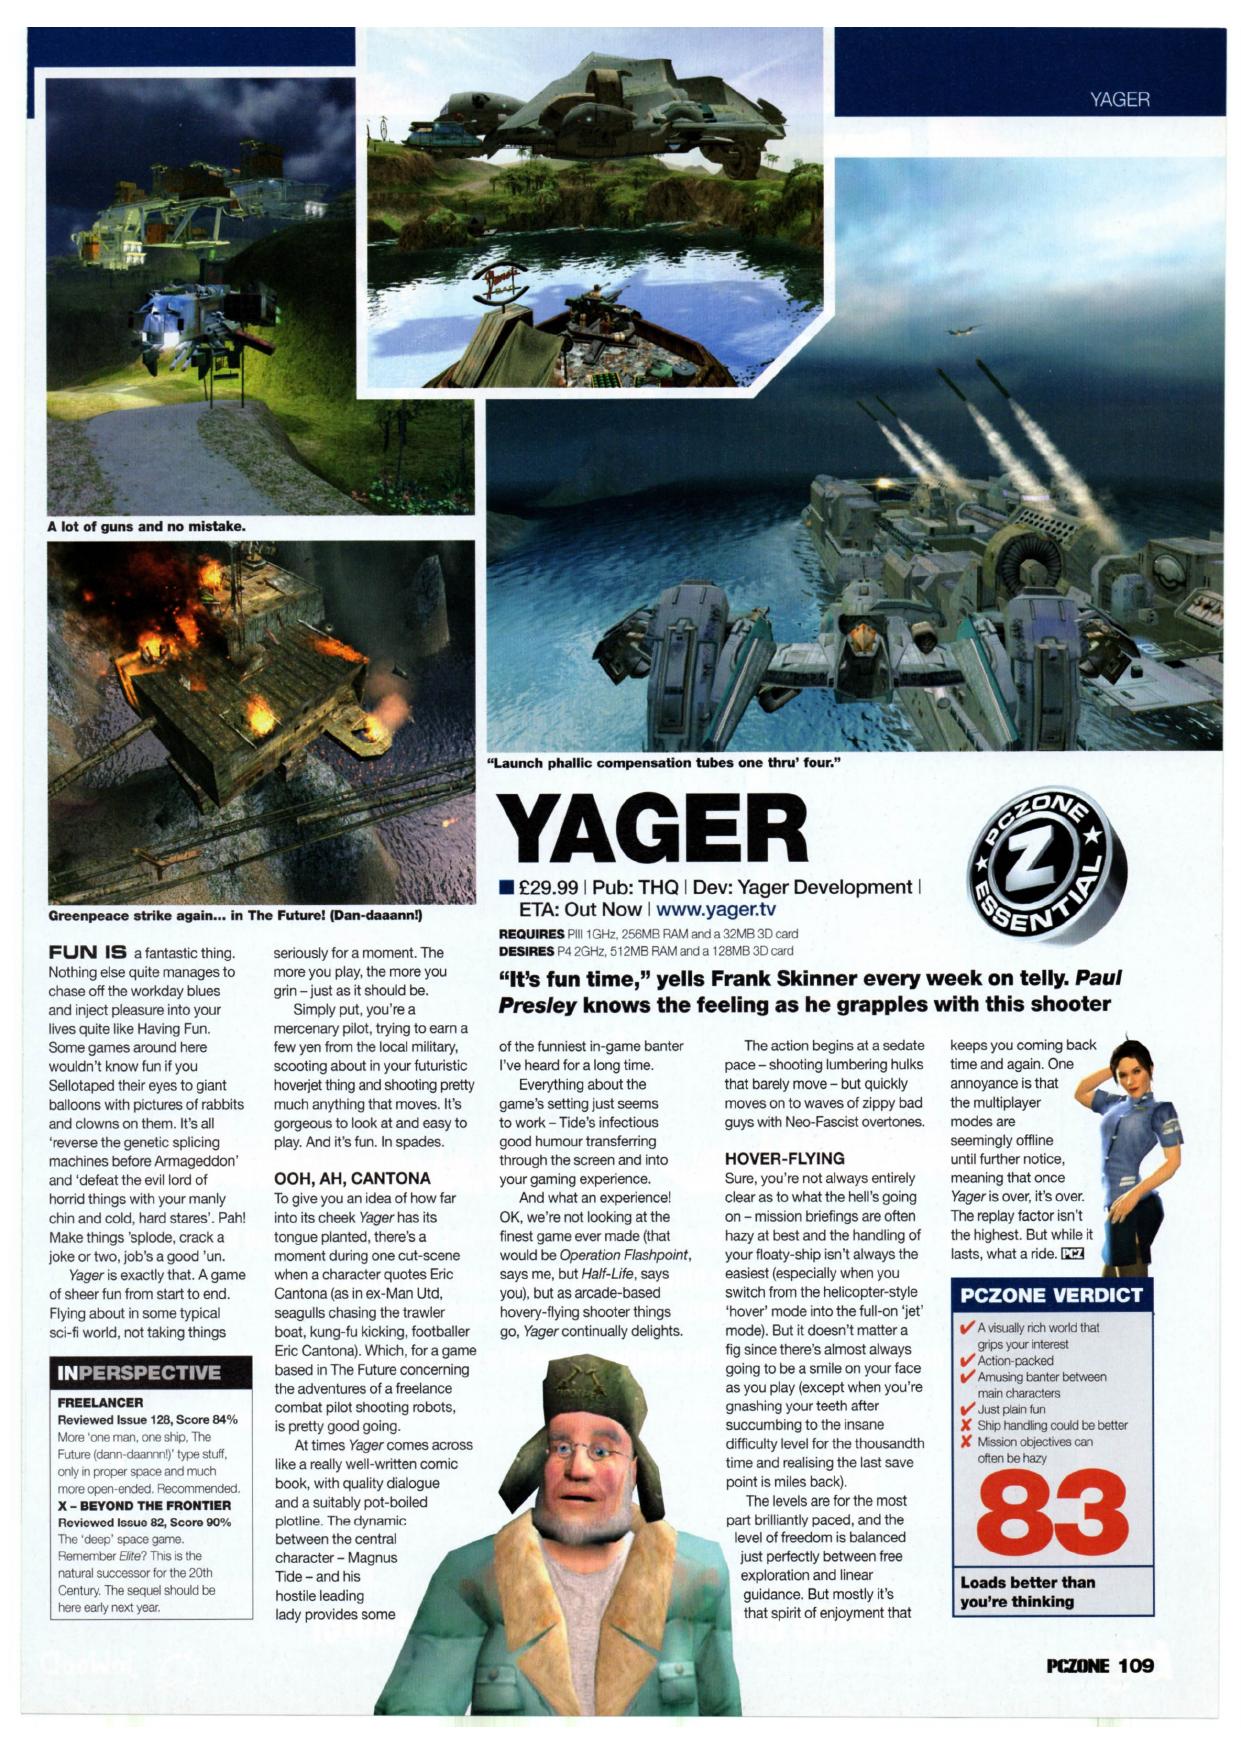 YAGER
A lot of guns and no mistake.
"Launch phallic compensation tubes one thru' four."
Greenpeace strike again... in The Future! (Dan-daaann!)
YAGER
£29.99 | Pub: THQ | Dev: Yager Development |
ETA: Out Now | www.yager.tv
REQUIRES PIII 1GHz, 256MB RAM and a 32MB 3D card
DESIRES P4 2GHz, 512MB RAM and a 128MB 3D card
PCZONE
Z
ESSENTIAL
"It's fun time," yells Frank Skinner every week on telly. Paul
Presley knows the feeling as he grapples with this shooter
FUN IS a fantastic thing.
Nothing else quite manages to
chase off the workday blues
and inject pleasure into your
lives quite like Having Fun.
Some games around here
wouldn't know fun if you
Sellotaped their eyes to giant
balloons with pictures of rabbits
and clowns on them. It's all
'reverse the genetic splicing
machines before Armageddon'
and 'defeat the evil lord of
horrid things with your manly
chin and cold, hard stares'. Pah!
Make things 'splode, crack a
joke or two, job's a good 'un.
Yager is exactly that. A game
of sheer fun from start to end.
Flying about in some typical
sci-fi world, not taking things
seriously for a moment. The
more you play, the more you
grin – just as it should be.
Simply put, you're a
mercenary pilot, trying to earn a
few yen from the local military,
scooting about in your futuristic
hoverjet thing and shooting pretty
much anything that moves. It's
gorgeous to look at and easy to
play. And it's fun. In spades.
OOH, AH, CANTONA
To give you an idea of how far
into its cheek Yager has its
tongue planted, there's a
moment during one cut-scene
when a character quotes Eric
Cantona (as in ex-Man Utd,
seagulls chasing the trawler
boat, kung-fu kicking, footballer
Eric Cantona). Which, for a game
based in The Future concerning
the adventures of a freelance
combat pilot shooting robots,
is pretty good going.
At times Yager comes across
like a really well-written comic
book, with quality dialogue
and a suitably pot-boiled
plotline. The dynamic
between the central
character – Magnus
Tide – and his
hostile leading
lady provides some
of the funniest in-game banter
I've heard for a long time.
Everything about the
game's setting just seems
to work – Tide's infectious
good humour transferring
through the screen and into
your gaming experience.
And what an experience!
OK, we're not looking at the
finest game ever made (that
would be Operation Flashpoint,
says me, but Half-Life, says
you), but as arcade-based
hovery-flying shooter things
go, Yager continually delights.
The action begins at a sedate
pace – shooting lumbering hulks
that barely move – but quickly
moves on to waves of zippy bad
guys with Neo-Fascist overtones.
HOVER-FLYING
Sure, you're not always entirely
clear as to what the hell's going
on – mission briefings are often
hazy at best and the handling of
your floaty-ship isn't always the
easiest (especially when you
switch from the helicopter-style
'hover' mode into the full-on 'jet'
mode). But it doesn't matter a
fig since there's almost always
going to be a smile on your face
as you play (except when you're
gnashing your teeth after
succumbing to the insane
difficulty level for the thousandth
time and realising the last save
point is miles back).
The levels are for the most
part brilliantly paced, and the
level of freedom is balanced
just perfectly between free
exploration and linear
guidance. But mostly it's
that spirit of enjoyment that
keeps you coming back
time and again. One
annoyance is that
the multiplayer
modes are
seemingly offline
until further notice,
meaning that once
Yager is over, it's over.
The replay factor isn't
the highest. But while it
lasts, what a ride. PCZ
INPERSPECTIVE
FREELANCER
Reviewed Issue 128, Score 84%
More 'one man, one ship, The
Future (dann-daannn!)' type stuff,
only in proper space and much
more open-ended. Recommended.
X – BEYOND THE FRONTIER
Reviewed Issue 82, Score 90%
The 'deep' space game.
Remember Elite? This is the
natural successor for the 20th
Century. The sequel should be
here early next year.
PCZONE VERDICT
A visually rich world that
grips your interest
Action-packed
Amusing banter between
main characters
Just plain fun
Ship handling could be better
Mission objectives can
often be hazy
83
Loads better than
you're thinking
PCZONE 109